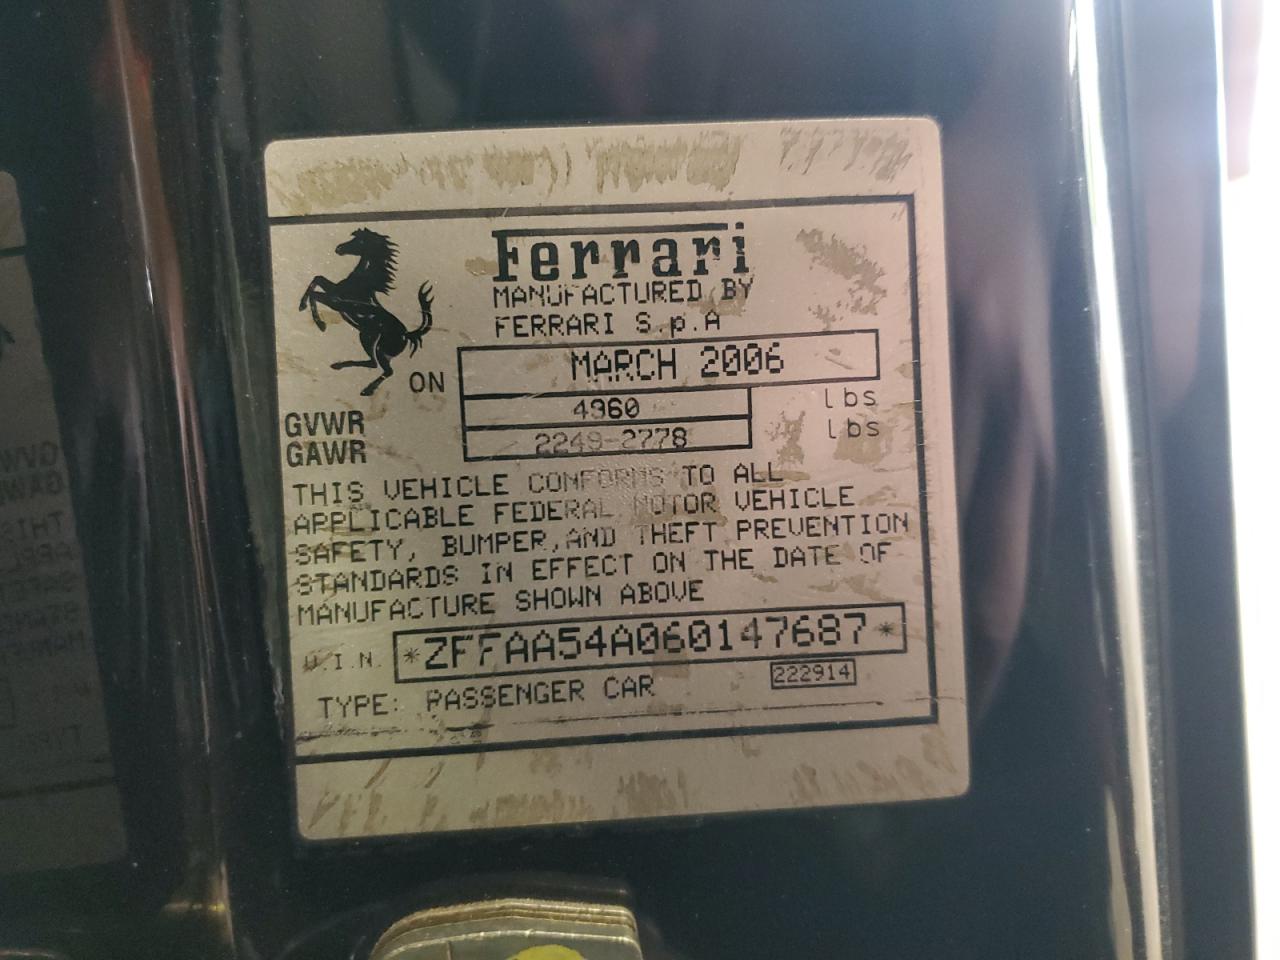 Ferrari
MANUFACTURED BY
FERRARI S.p.A
ON MARCH 2006
GVWR 4960 lbs
GAWR 2249-2778 lbs
THIS VEHICLE CONFORMS TO ALL
APPLICABLE FEDERAL MOTOR VEHICLE
SAFETY, BUMPER,AND THEFT PREVENTION
STANDARDS IN EFFECT ON THE DATE OF
MANUFACTURE SHOWN ABOVE
V.I.N. *ZFFAA54A060147687*
222914
TYPE: PASSENGER CAR